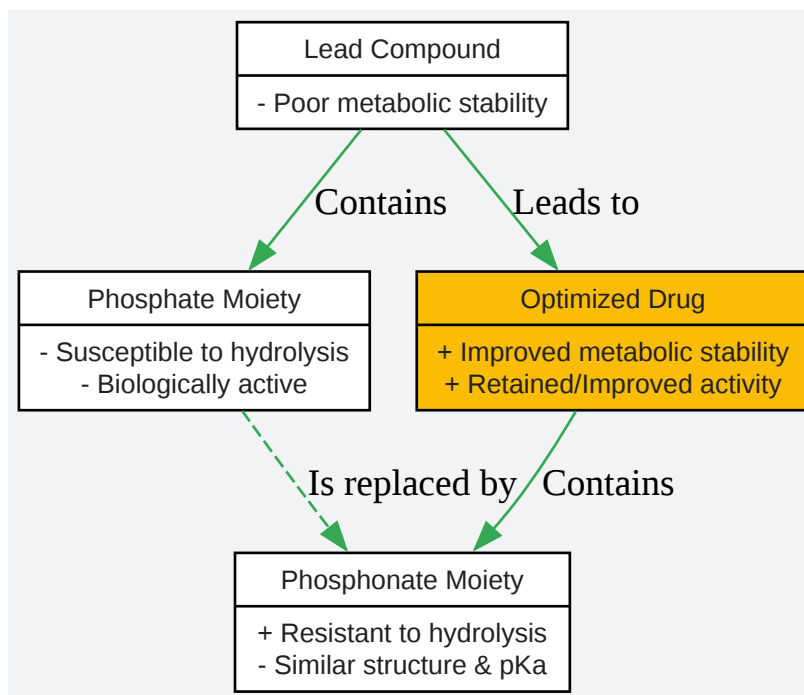 Lead Compound
- Poor metabolic stability
Contains
Leads to
Phosphate Moiety
- Susceptible to hydrolysis
- Biologically active
Optimized Drug
+ Improved metabolic stability
+ Retained/Improved activity
Is replaced by
Contains
Phosphonate Moiety
+ Resistant to hydrolysis
- Similar structure & pKa